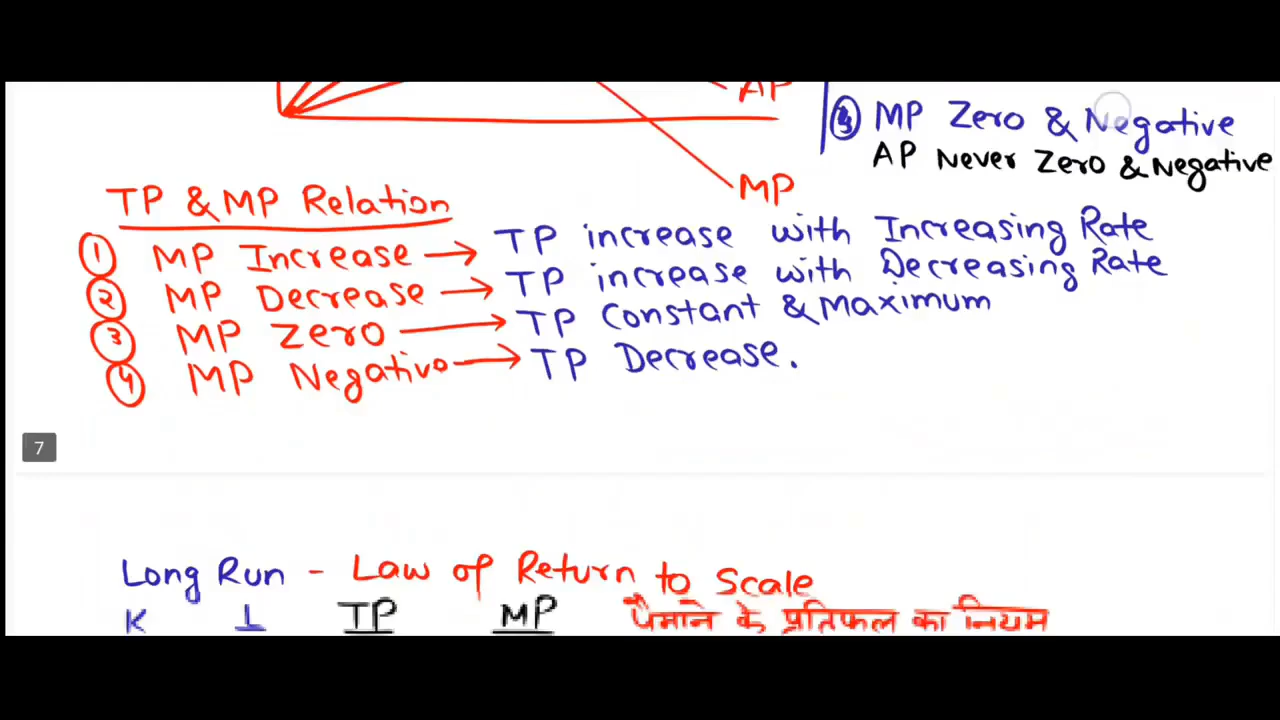 AP
③ MP Zero & Negative
AP Never Zero & Negative
MP
TP & MP Relation
① MP Increase → TP increase with Increasing Rate
② MP Decrease → TP increase with Decreasing Rate
③ MP Zero → TP Constant & Maximum
④ MP Negative → TP Decrease.
7
Long Run - Law of Return to Scale
K L TP MP पैमाने के प्रतिफल का नियम